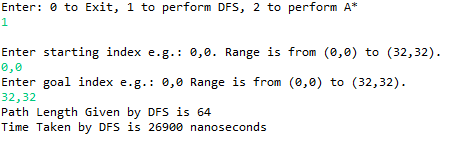 Enter: 0 to Exit, 1 to perform DFS, 2 to perform A*
1
Enter starting index e.g.: 0,0. Range is from (0,0) to (32,32).
0,0
Enter goal index e.g.: 0,0 Range is from (0,0) to (32,32).
32,32
Path Length Given by DFS is 64
Time Taken by DFS is 26900 nanoseconds